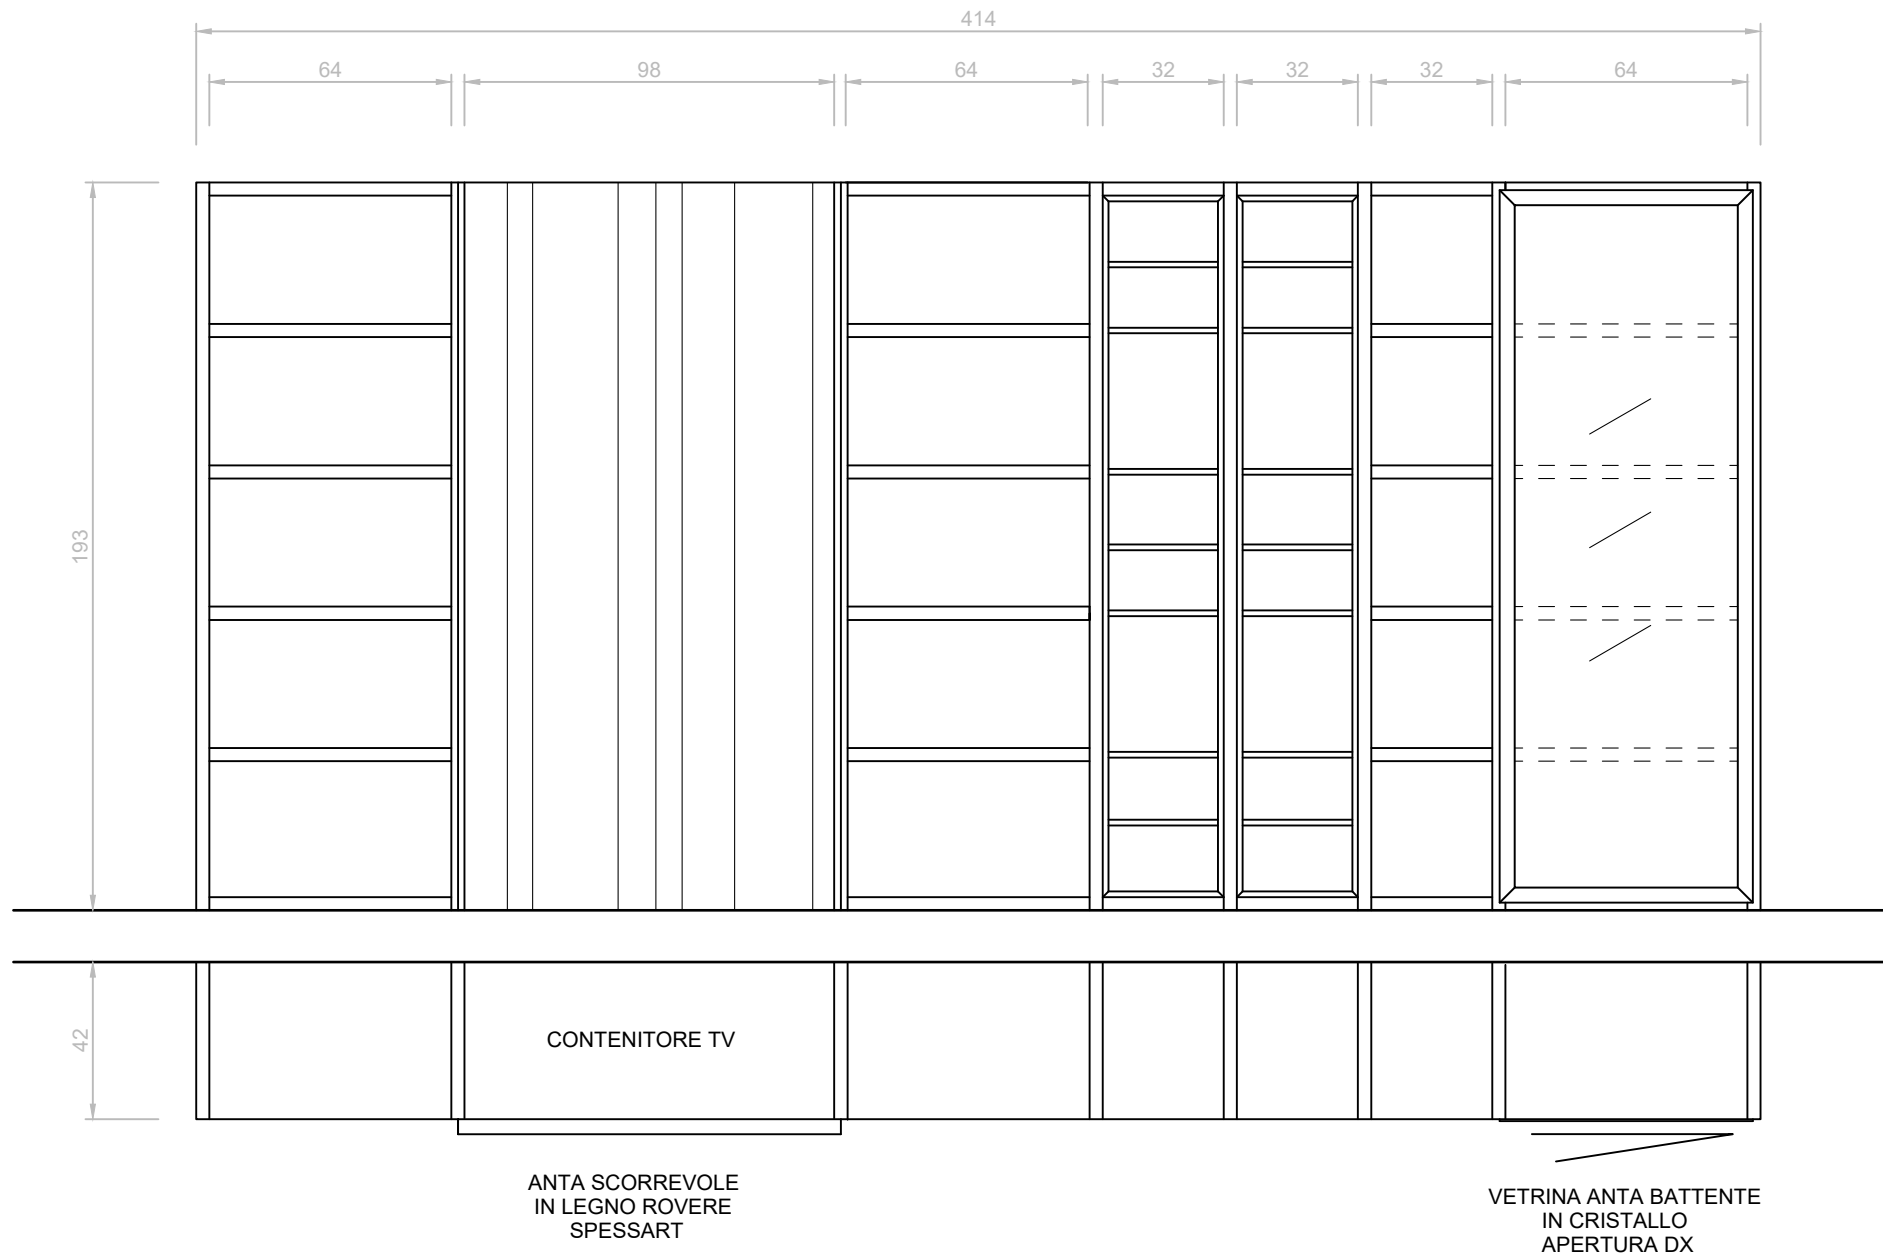 414
64 98 64 32 32 32 64
193
42
CONTENITORE TV
ANTA SCORREVOLE
IN LEGNO ROVERE
SPESSART
VETRINA ANTA BATTENTE
IN CRISTALLO
APERTURA DX